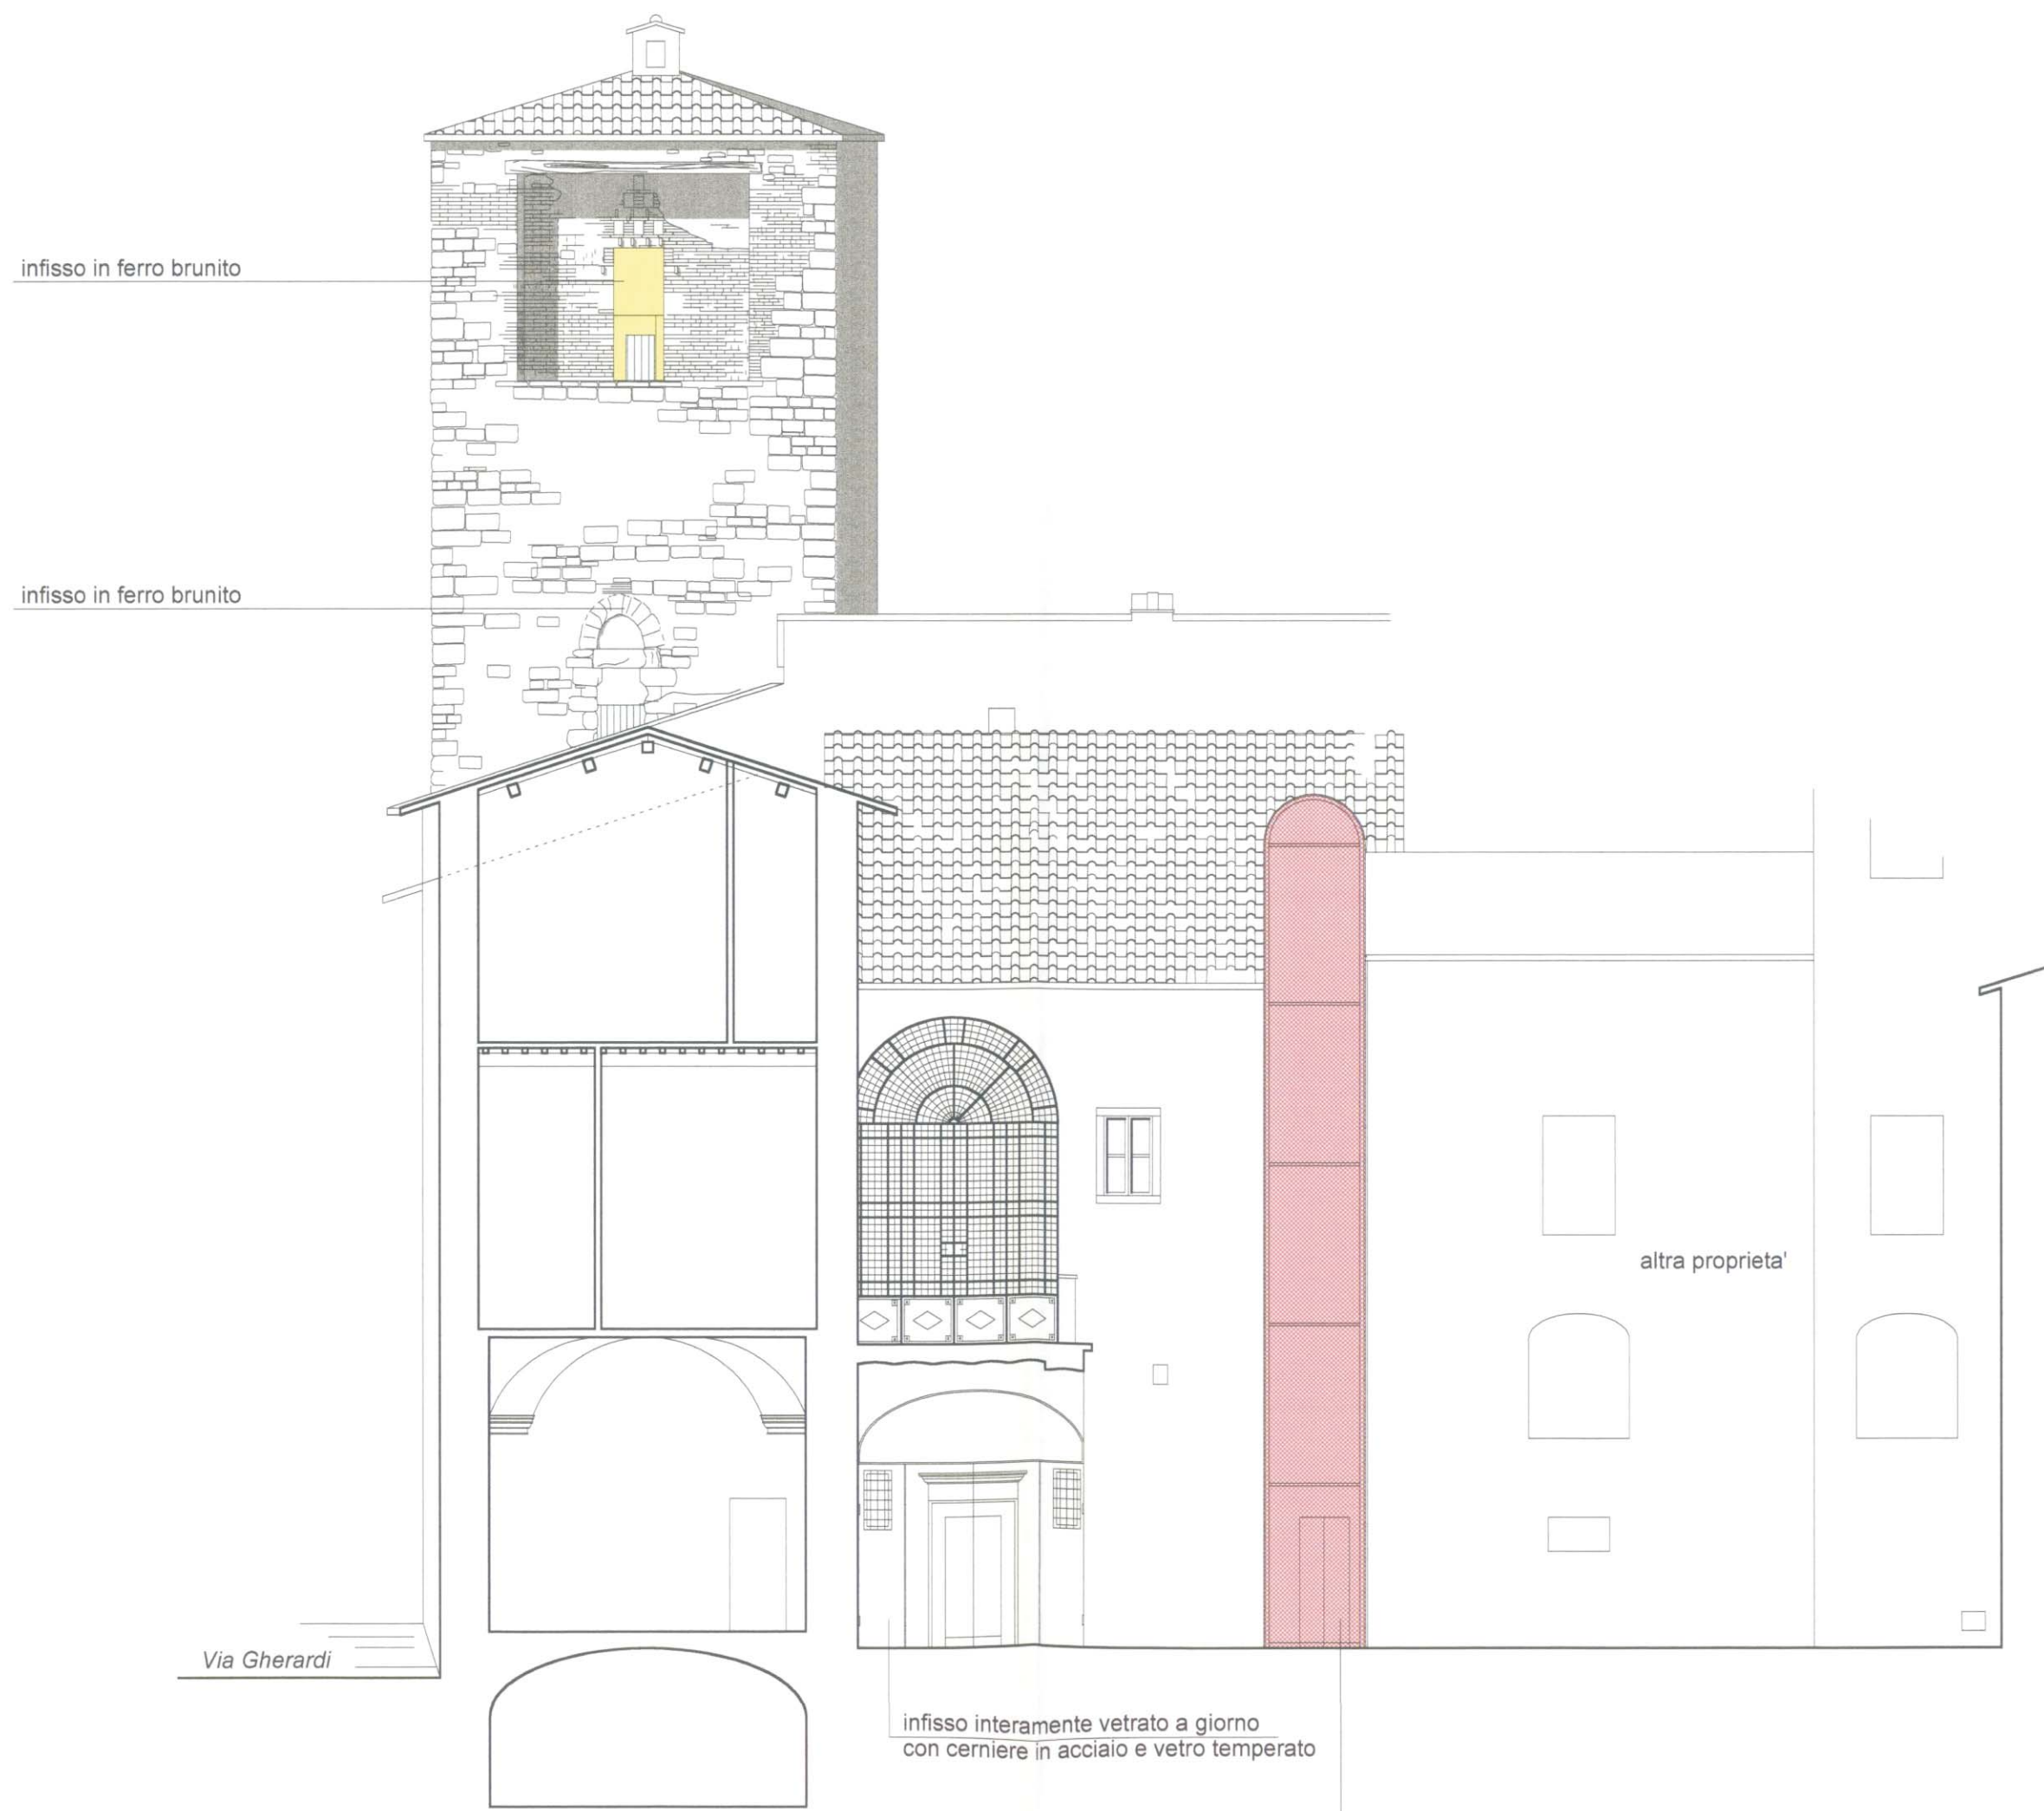 infisso in ferro brunito
infisso in ferro brunito
altra proprieta'
Via Gherardi
infisso interamente vetrato a giorno
con cerniere in acciaio e vetro temperato